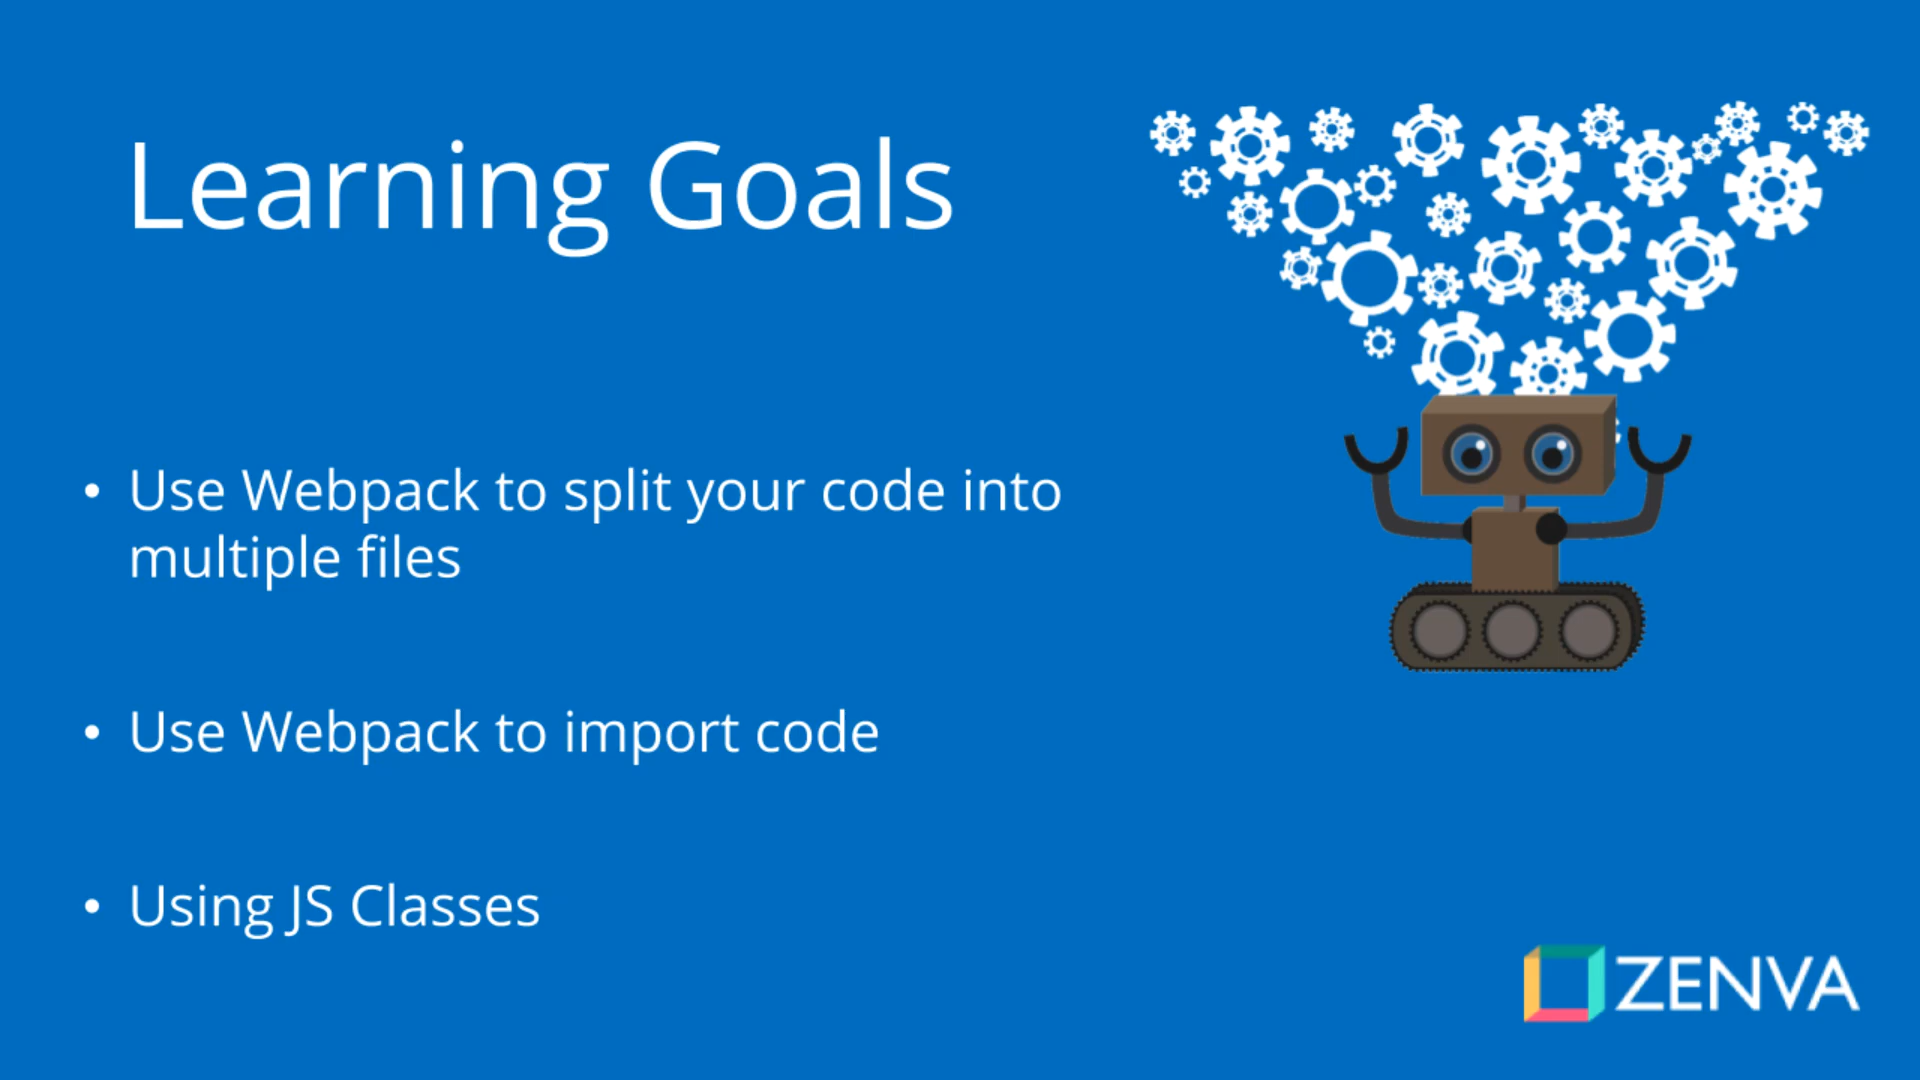 Learning Goals
• Use Webpack to split your code into
multiple files
• Use Webpack to import code
• Using JS Classes
ZENVA